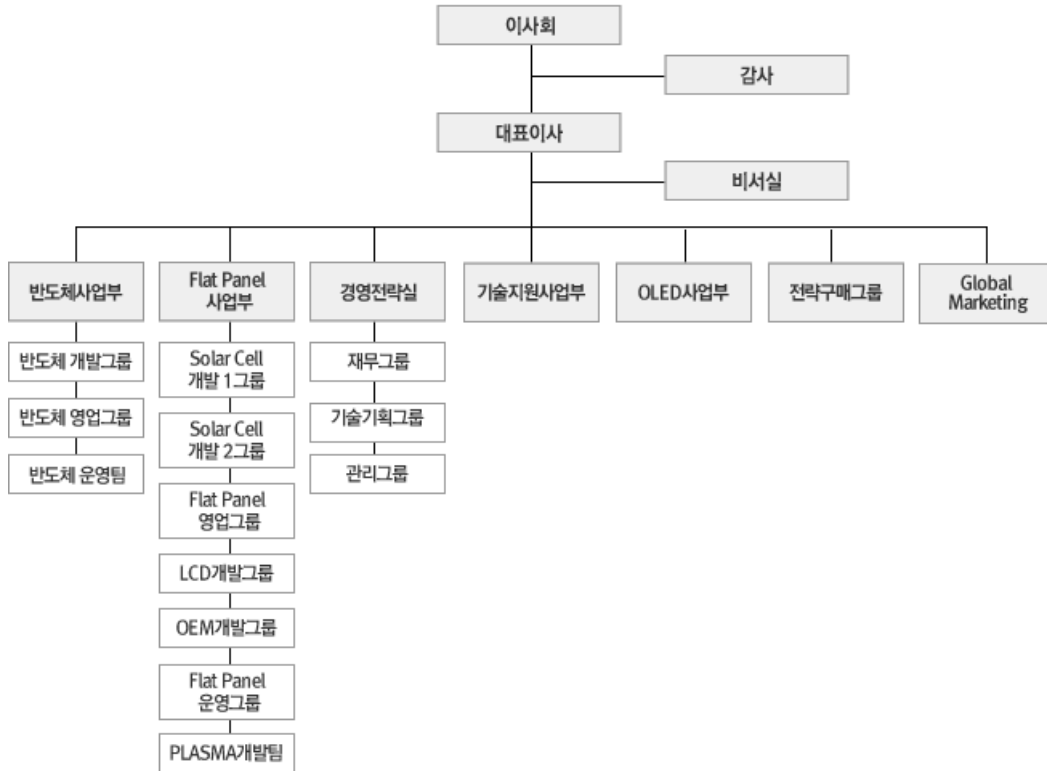 이사회
감사
대표이사
비서실
반도체사업부
Flat Panel
사업부
경영전략실
기술지원사업부
OLED사업부
전략구매그룹
Global
Marketing
반도체 개발그룹
반도체 영업그룹
반도체 운영팀
Solar Cell
개발 1그룹
Solar Cell
개발 2그룹
Flat Panel
영업그룹
LCD개발그룹
OEM개발그룹
Flat Panel
운영그룹
PLASMA개발팀
재무그룹
기술기획그룹
관리그룹